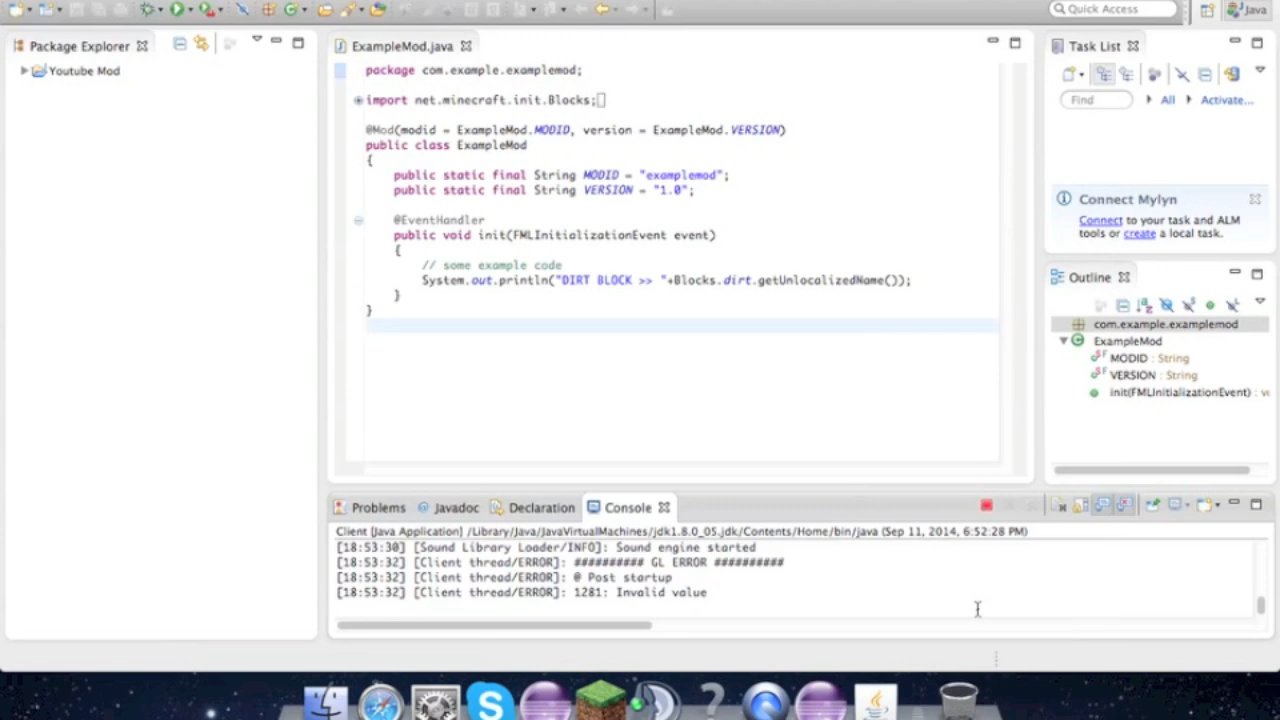 Quick Access
Java
Package Explorer
Youtube Mod
ExampleMod.java
package com.example.examplemod;
import net.minecraft.init.Blocks;
@Mod(modid = ExampleMod.MODID, version = ExampleMod.VERSION)
public class ExampleMod
{
public static final String MODID = "examplemod";
public static final String VERSION = "1.0";
@EventHandler
public void init(FMLInitializationEvent event)
{
// some example code
System.out.println("DIRT BLOCK >> "+Blocks.dirt.getUnlocalizedName());
}
}
Task List
Find
All
Activate...
Connect Mylyn
Connect to your task and ALM
tools or create a local task.
Outline
com.example.examplemod
ExampleMod
MODID : String
VERSION : String
init(FMLInitializationEvent) :
Problems
Javadoc
Declaration
Console
Client [Java Application] /Library/Java/JavaVirtualMachines/jdk1.8.0_05.jdk/Contents/Home/bin/java (Sep 11, 2014, 6:52:28 PM)
[18:53:30] [Sound Library Loader/INFO]: Sound engine started
[18:53:32] [Client thread/ERROR]: ########## GL ERROR ##########
[18:53:32] [Client thread/ERROR]: @ Post startup
[18:53:32] [Client thread/ERROR]: 1281: Invalid value